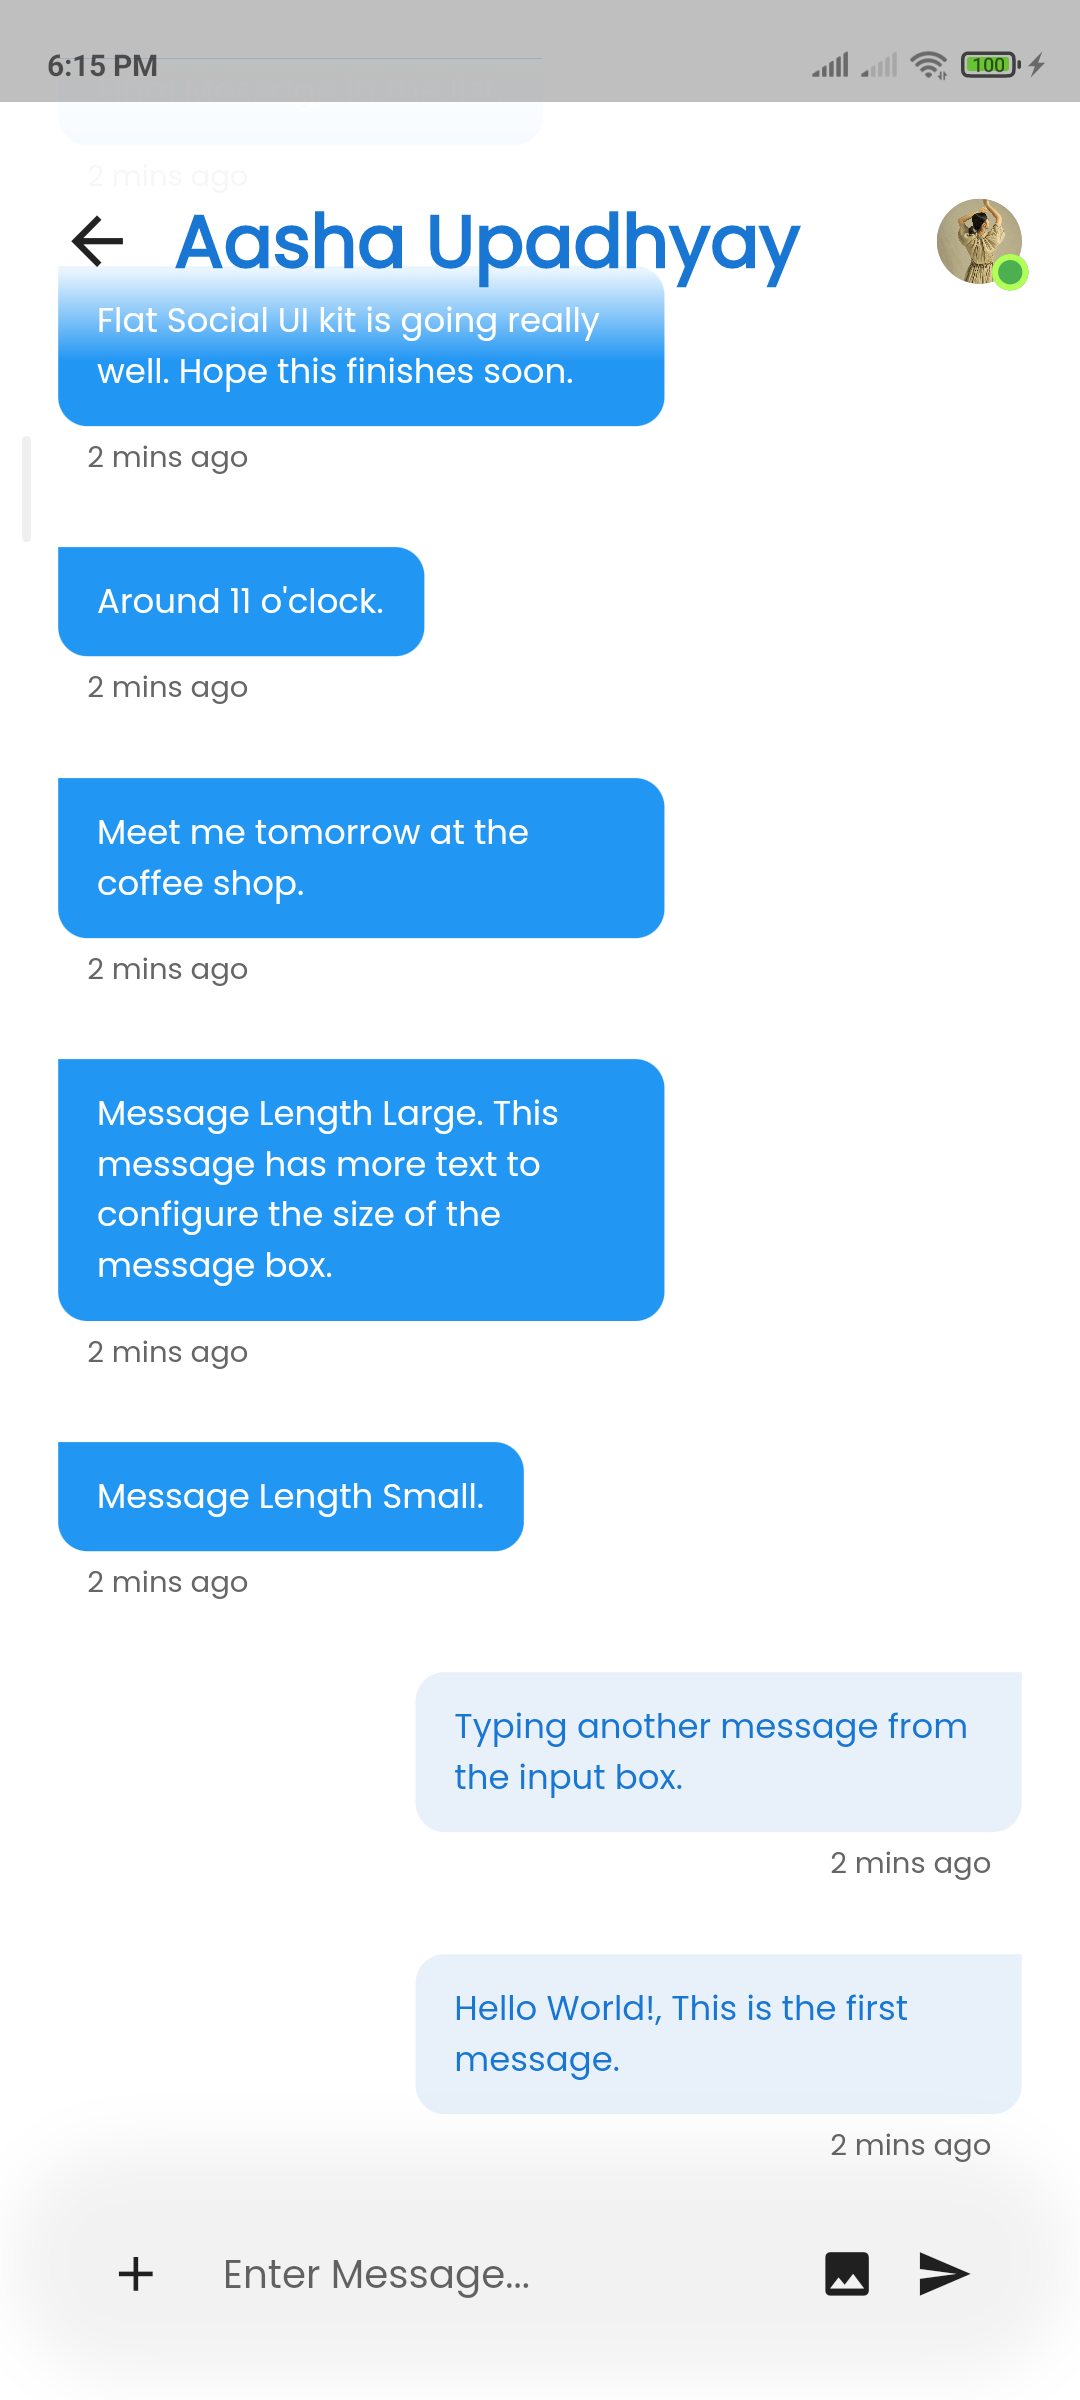 6:15 PM
100
2 mins ago
Aasha Upadhyay
Flat Social UI kit is going really
well. Hope this finishes soon.
2 mins ago
Around 11 o'clock.
2 mins ago
Meet me tomorrow at the
coffee shop.
2 mins ago
Message Length Large. This
message has more text to
configure the size of the
message box.
2 mins ago
Message Length Small.
2 mins ago
Typing another message from
the input box.
2 mins ago
Hello World!, This is the first
message.
2 mins ago
Enter Message...